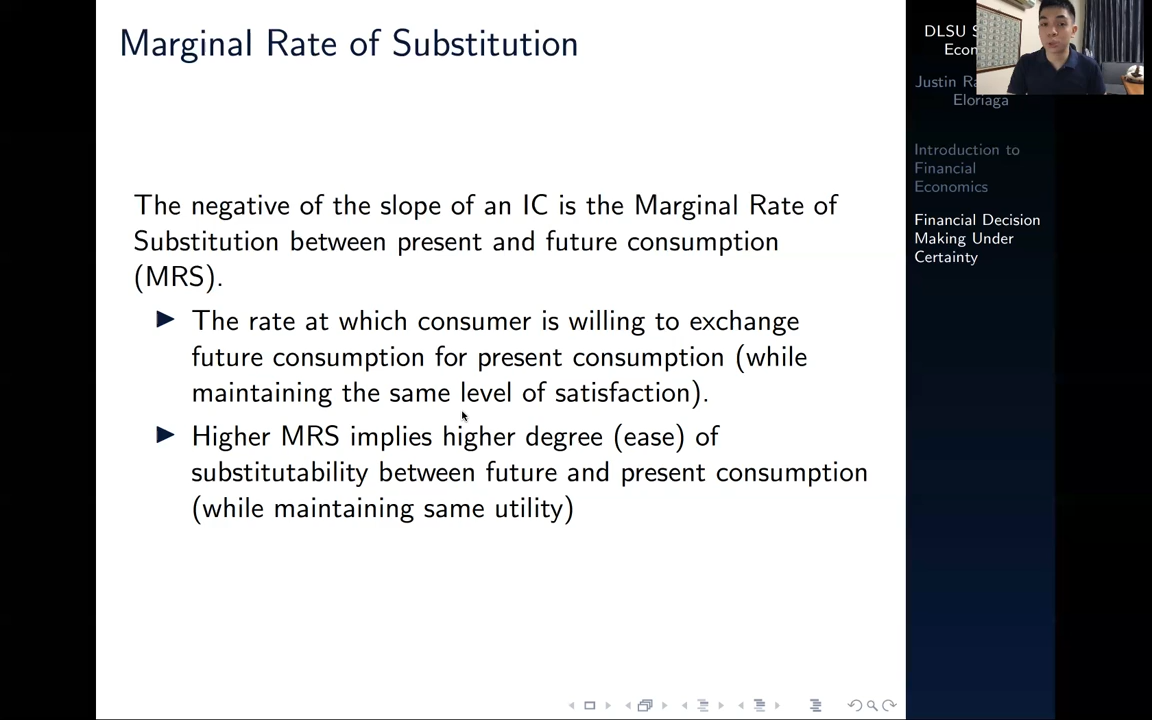 Marginal Rate of Substitution
The negative of the slope of an IC is the Marginal Rate of
Substitution between present and future consumption
(MRS).
The rate at which consumer is willing to exchange
future consumption for present consumption (while
maintaining the same level of satisfaction).
Higher MRS implies higher degree (ease) of
substitutability between future and present consumption
(while maintaining same utility)
DLSU
Justin
Eloriaga
Introduction to
Financial
Economics
Financial Decision
Making Under
Certainty